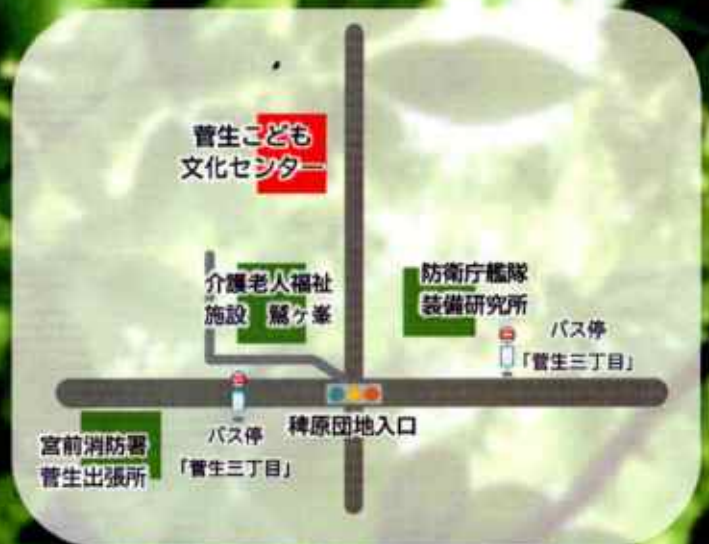 菅生こども
文化センター
介護老人福祉
施設 鷲ヶ峯
防衛庁艦隊
装備研究所
バス停
「菅生三丁目」
稗原団地入口
バス停
「菅生三丁目」
宮前消防署
菅生出張所